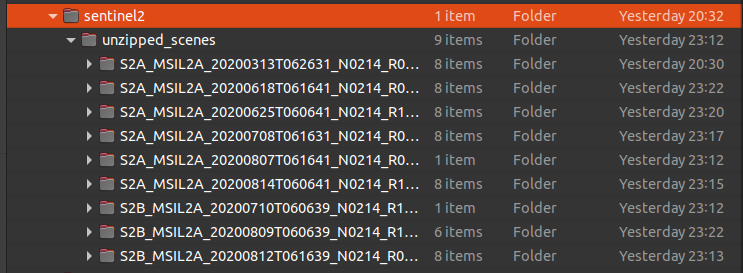 sentinel2 1 item Folder Yesterday 20:32
unzipped_scenes 9 items Folder Yesterday 23:12
S2A_MSIL2A_20200313T062631_N0214_R0... 8 items Folder Yesterday 20:30
S2A_MSIL2A_20200618T061641_N0214_R0... 8 items Folder Yesterday 23:22
S2A_MSIL2A_20200625T060641_N0214_R1... 8 items Folder Yesterday 23:20
S2A_MSIL2A_20200708T061631_N0214_R0... 8 items Folder Yesterday 23:17
S2A_MSIL2A_20200807T061641_N0214_R0... 1 item Folder Yesterday 23:12
S2A_MSIL2A_20200814T060641_N0214_R1... 8 items Folder Yesterday 23:15
S2B_MSIL2A_20200710T060639_N0214_R1... 1 item Folder Yesterday 23:12
S2B_MSIL2A_20200809T060639_N0214_R1... 6 items Folder Yesterday 23:22
S2B_MSIL2A_20200812T061639_N0214_R0... 8 items Folder Yesterday 23:13